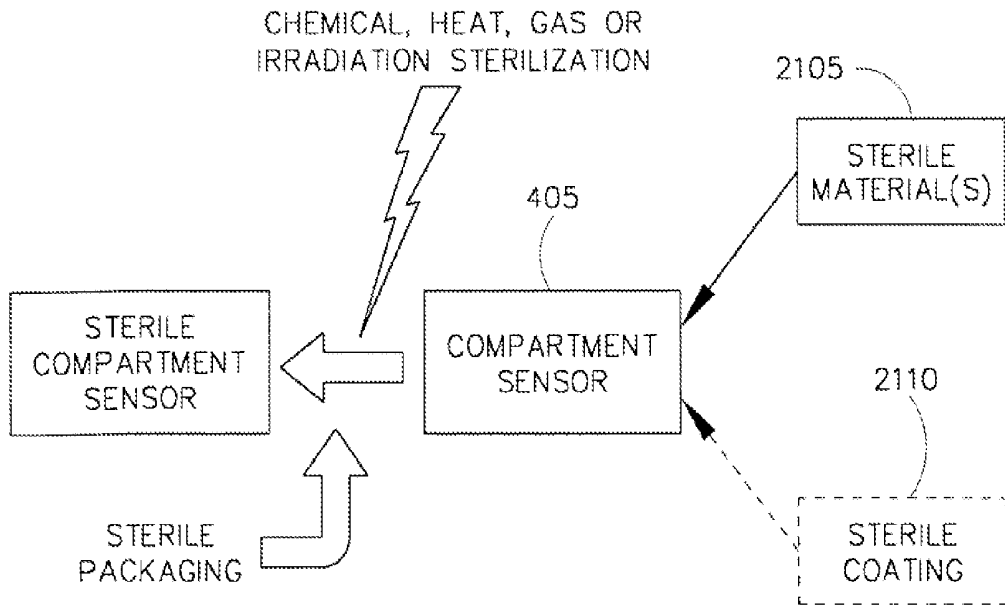 CHEMICAL, HEAT, GAS OR
IRRADIATION STERILIZATION
2105
STERILE
MATERIAL(S)
405
STERILE
COMPARTMENT
SENSOR
COMPARTMENT
SENSOR
2110
STERILE
PACKAGING
STERILE
COATING